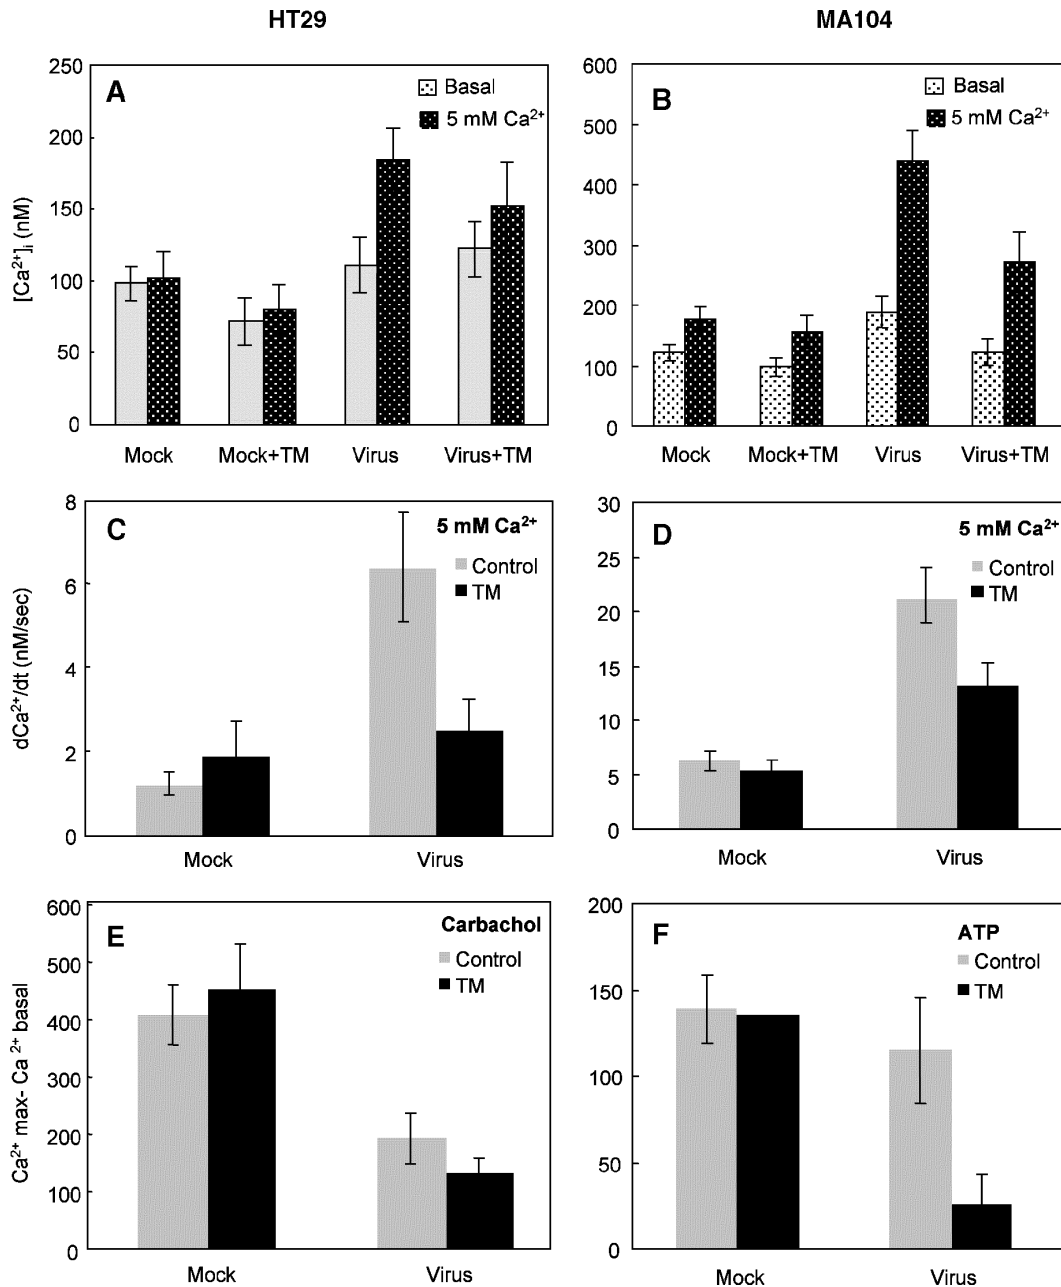 HT29
MA104
A
Basal
5 mM Ca²⁺
[Ca²⁺]ᵢ (nM)
250
200
150
100
50
0
Mock
Mock+TM
Virus
Virus+TM
B
Basal
5 mM Ca²⁺
600
500
400
300
200
100
0
Mock
Mock+TM
Virus
Virus+TM
C
5 mM Ca²⁺
Control
TM
dCa²⁺/dt (nM/sec)
8
6
4
2
0
Mock
Virus
D
5 mM Ca²⁺
Control
TM
30
25
20
15
10
5
0
Mock
Virus
E
Carbachol
Control
TM
Ca²⁺ max- Ca ²⁺ basal
600
500
400
300
200
100
0
Mock
Virus
F
ATP
Control
TM
200
150
100
50
0
Mock
Virus